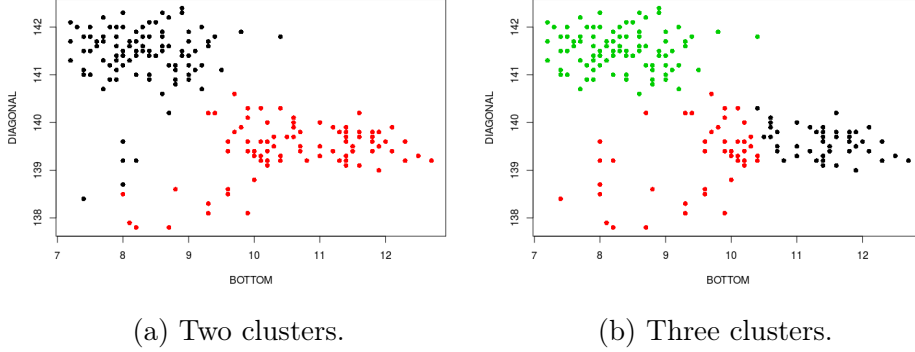 142
141
140
139
138
DIAGONAL
7 8 9 10 11 12
BOTTOM
(a) Two clusters.
142
141
140
139
138
DIAGONAL
7 8 9 10 11 12
BOTTOM
(b) Three clusters.